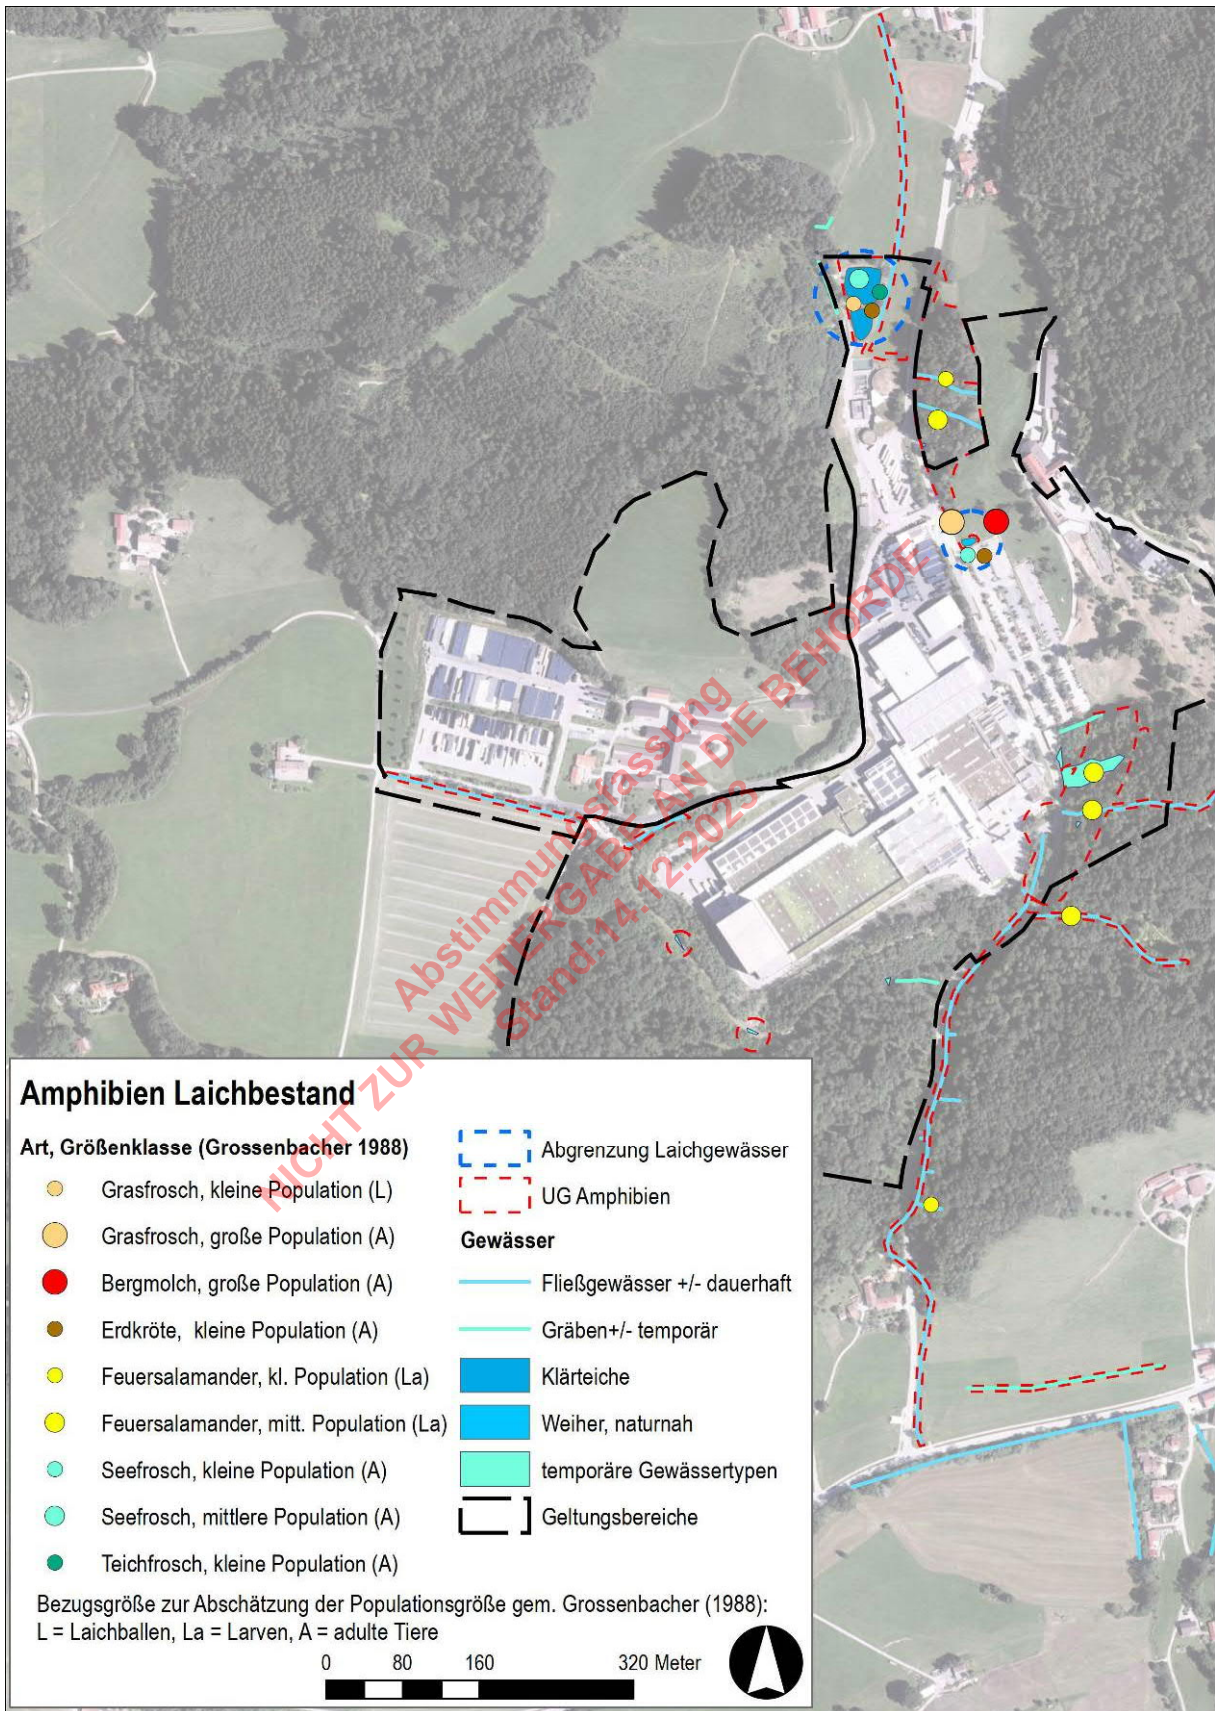 Abstimmungsfassung
NICHT ZUR WEITERGABE AN DIE BEHÖRDE
Stand:14.12.2023
Amphibien Laichbestand
Art, Größenklasse (Grossenbacher 1988)
Grasfrosch, kleine Population (L)
Grasfrosch, große Population (A)
Bergmolch, große Population (A)
Erdkröte, kleine Population (A)
Feuersalamander, kl. Population (La)
Feuersalamander, mitt. Population (La)
Seefrosch, kleine Population (A)
Seefrosch, mittlere Population (A)
Teichfrosch, kleine Population (A)
Abgrenzung Laichgewässer
UG Amphibien
Gewässer
Fließgewässer +/- dauerhaft
Gräben+/- temporär
Klärteiche
Weiher, naturnah
temporäre Gewässertypen
Geltungsbereiche
Bezugsgröße zur Abschätzung der Populationsgröße gem. Grossenbacher (1988):
L = Laichballen, La = Larven, A = adulte Tiere
0 80 160 320 Meter